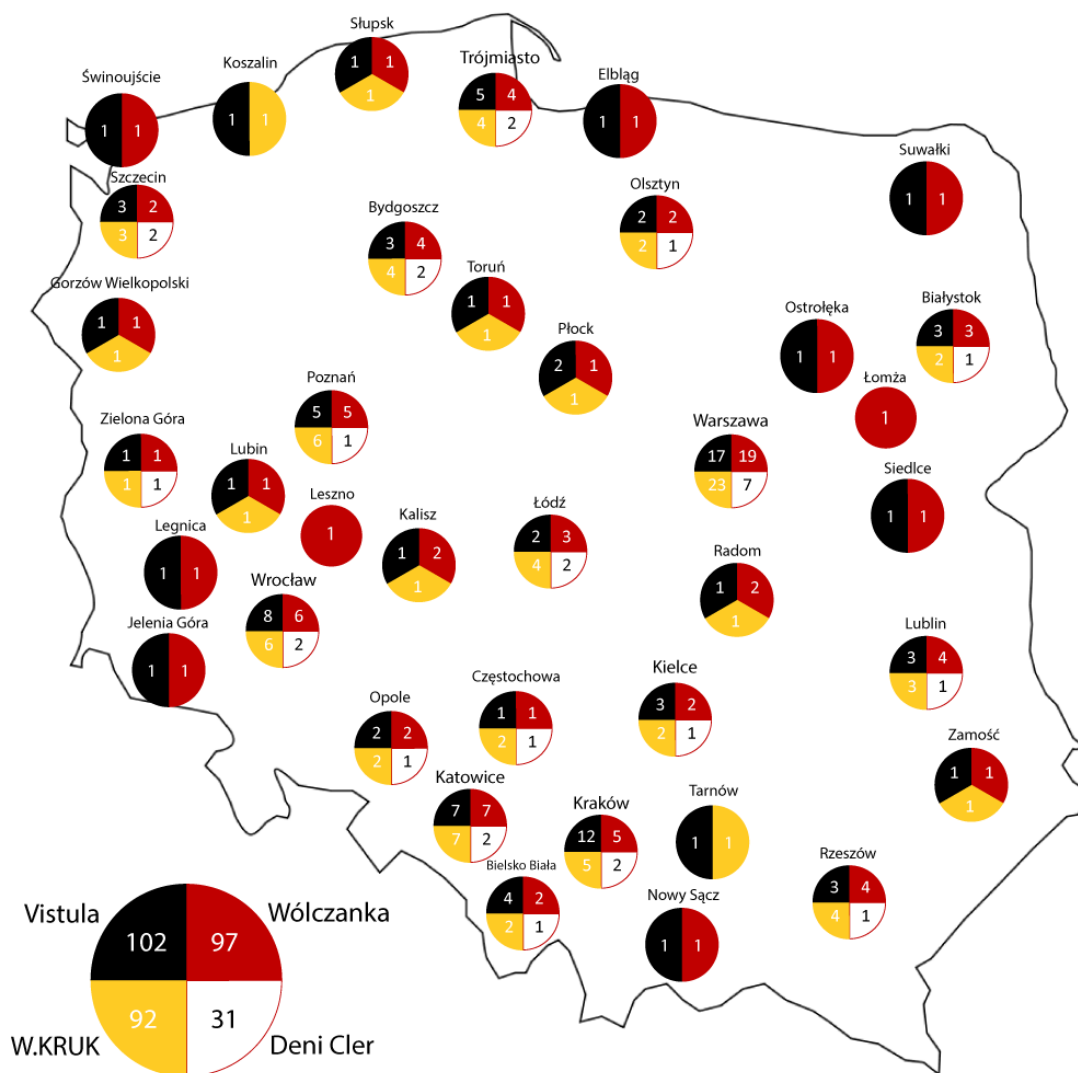 Słupsk
1 1
1
Koszalin
1 1
Trójmiasto
5 4
4 2
Elbląg
1 1
Świnoujście
1 1
Suwałki
1 1
Szczecin
3 2
3 2
Olsztyn
2 2
2 1
Bydgoszcz
3 4
4 2
Toruń
1 1
1
Gorzów Wielkopolski
1 1
1
Białystok
3 3
2 1
Ostrołęka
1 1
Płock
2 1
1
Łomża
1
Poznań
5 5
6 1
Zielona Góra
1 1
1 1
Warszawa
17 19
23 7
Lubin
1 1
1
Siedlce
1 1
Leszno
1
Łódź
2 3
4 2
Kalisz
1 2
1
Legnica
1 1
Radom
1 2
1
Wrocław
8 6
6 2
Jelenia Góra
1 1
Lublin
3 4
3 1
Kielce
3 2
2 1
Częstochowa
1 1
2 1
Opole
2 2
2 1
Zamość
1 1
1
Katowice
7 7
7 2
Kraków
12 5
5 2
Tarnów
1 1
Rzeszów
3 4
4 1
Bielsko Biała
4 2
2 1
Nowy Sącz
1 1
Vistula Wólczanka
102 97
92 31
W.KRUK Deni Cler